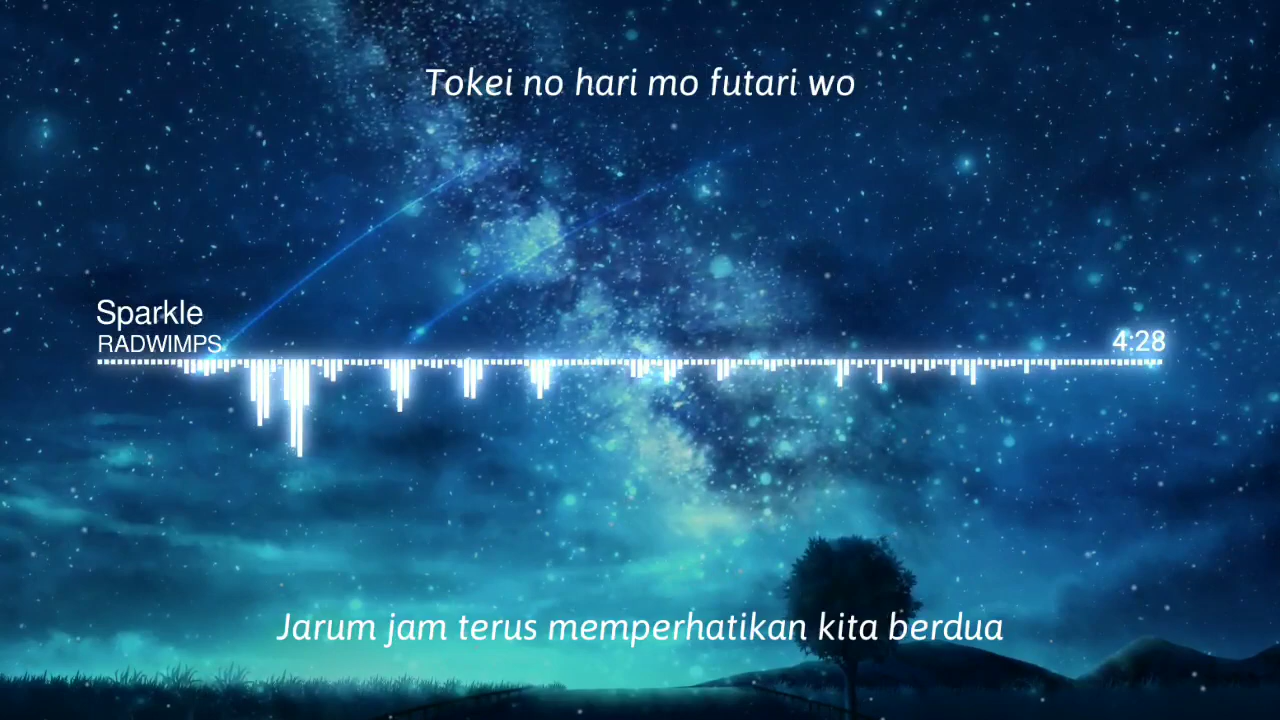 Tokei no hari mo futari wo
Sparkle
RADWIMPS
4:28
Jarum jam terus memperhatikan kita berdua